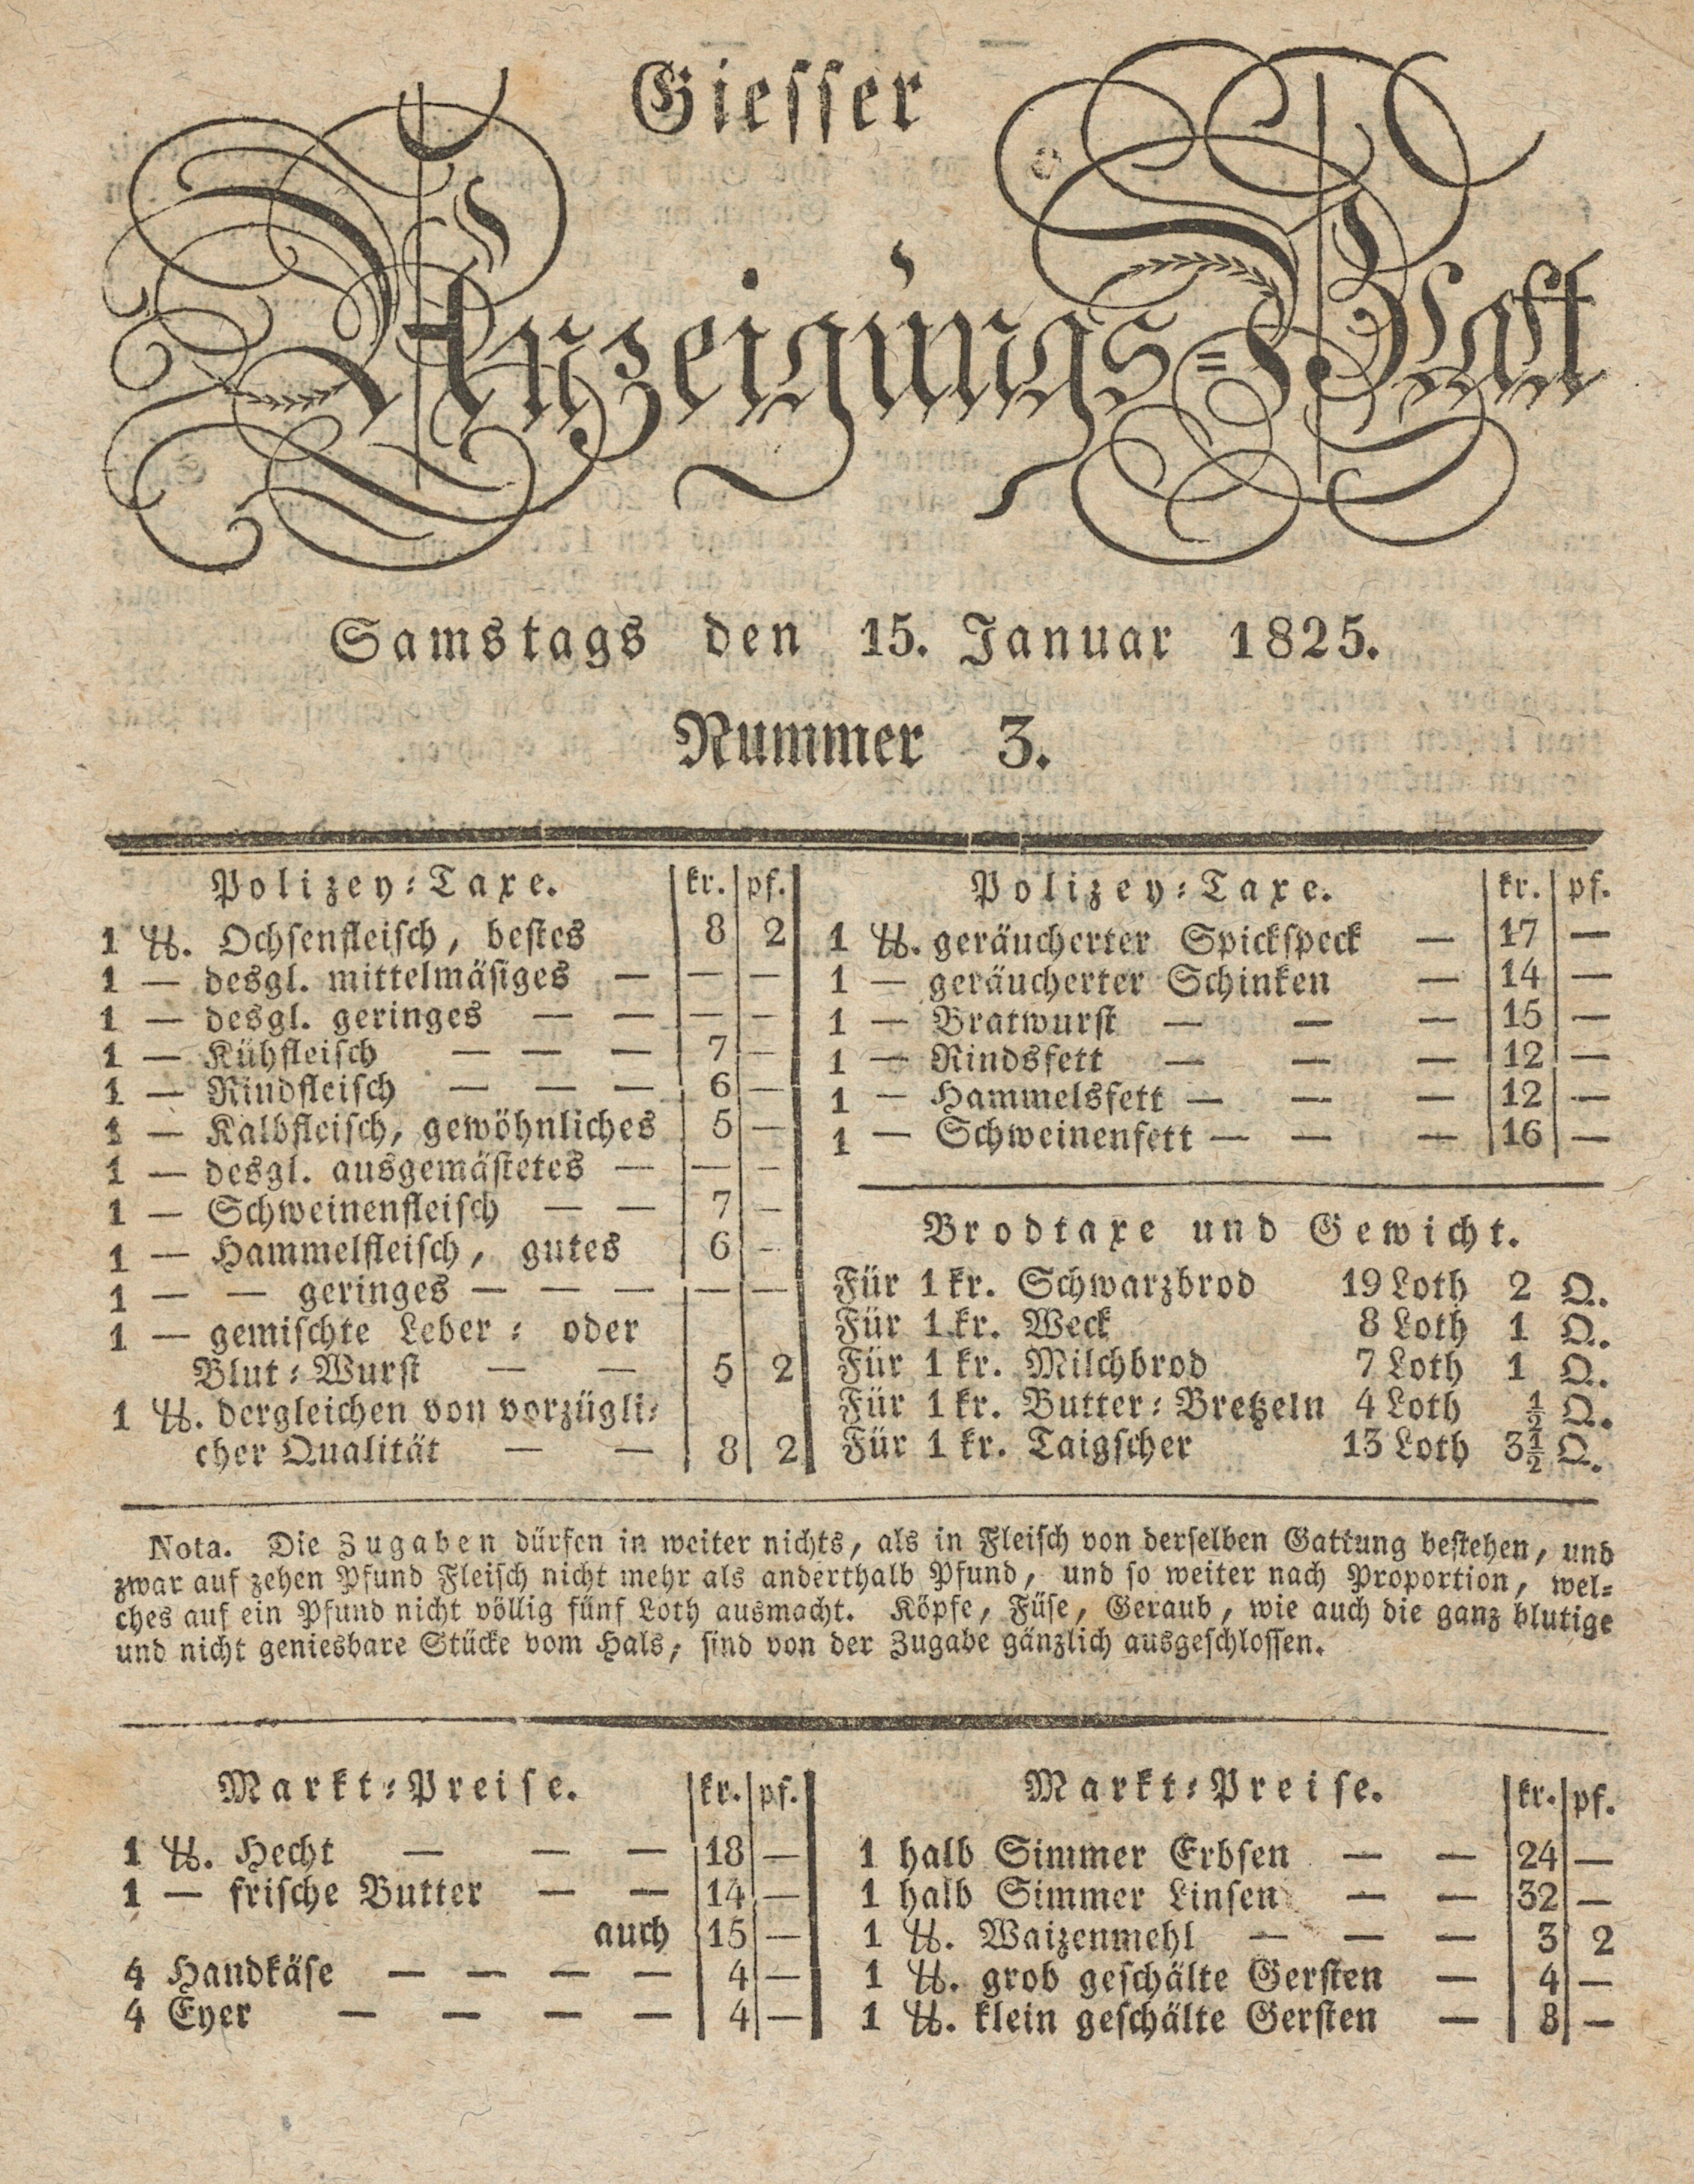 Giesser
Anzeigungs-Blatt
Samstags den 15. Januar 1825.
Nummer 3.
Polizey-Taxe. kr. pf.
1 ℔. Ochsenfleisch, bestes 8 2
1 — desgl. mittelmäsiges — — —
1 — desgl. geringes — — — —
1 — Kühfleisch — — — 7 —
1 — Rindfleisch — — — 6 —
1 — Kalbfleisch, gewöhnliches 5 —
1 — desgl. ausgemästetes — — —
1 — Schweinenfleisch — — 7 —
1 — Hammelfleisch, gutes 6 —
1 — — geringes — — — — —
1 — gemischte Leber- oder
Blut-Wurst — — 5 2
1 ℔. dergleichen von vorzügli-
cher Qualität — — 8 2
Polizey-Taxe. kr. pf.
1 ℔. geräucherter Spickspeck — 17 —
1 — geräucherter Schinken — 14 —
1 — Bratwurst — — — 15 —
1 — Rindsfett — — — 12 —
1 — Hammelsfett — — — 12 —
1 — Schweinenfett — — — 16 —
Brodtaxe und Gewicht.
Für 1 kr. Schwarzbrod 19 Loth 2 Q.
Für 1 kr. Weck 8 Loth 1 Q.
Für 1 kr. Milchbrod 7 Loth 1 Q.
Für 1 kr. Butter-Bretzeln 4 Loth ½ Q.
Für 1 kr. Taigscher 13 Loth 3½ Q.
Nota. Die Zugaben dürfen in weiter nichts, als in Fleisch von derselben Gattung bestehen, und
zwar auf zehen Pfund Fleisch nicht mehr als anderthalb Pfund, und so weiter nach Proportion, wel-
ches auf ein Pfund nicht völlig fünf Loth ausmacht. Köpfe, Füse, Geraub, wie auch die ganz blutige
und nicht geniesbare Stücke vom Hals, sind von der Zugabe gänzlich ausgeschlossen.
Markt-Preise. kr. pf.
1 ℔. Hecht — — — 18 —
1 — frische Butter — — 14 —
auch 15 —
4 Handkäse — — — — 4 —
4 Eyer — — — — 4 —
Markt-Preise. kr. pf.
1 halb Simmer Erbsen — — 24 —
1 halb Simmer Linsen — — 32 —
1 ℔. Waizenmehl — — — 3 2
1 ℔. grob geschälte Gersten — 4 —
1 ℔. klein geschälte Gersten — 8 —